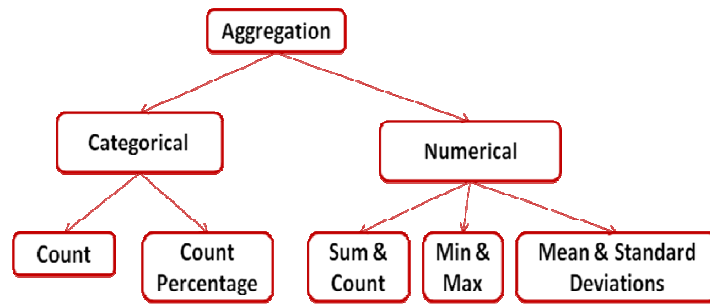 Aggregation
Categorical
Numerical
Count
Count
Percentage
Sum &
Count
Min &
Max
Mean & Standard
Deviations